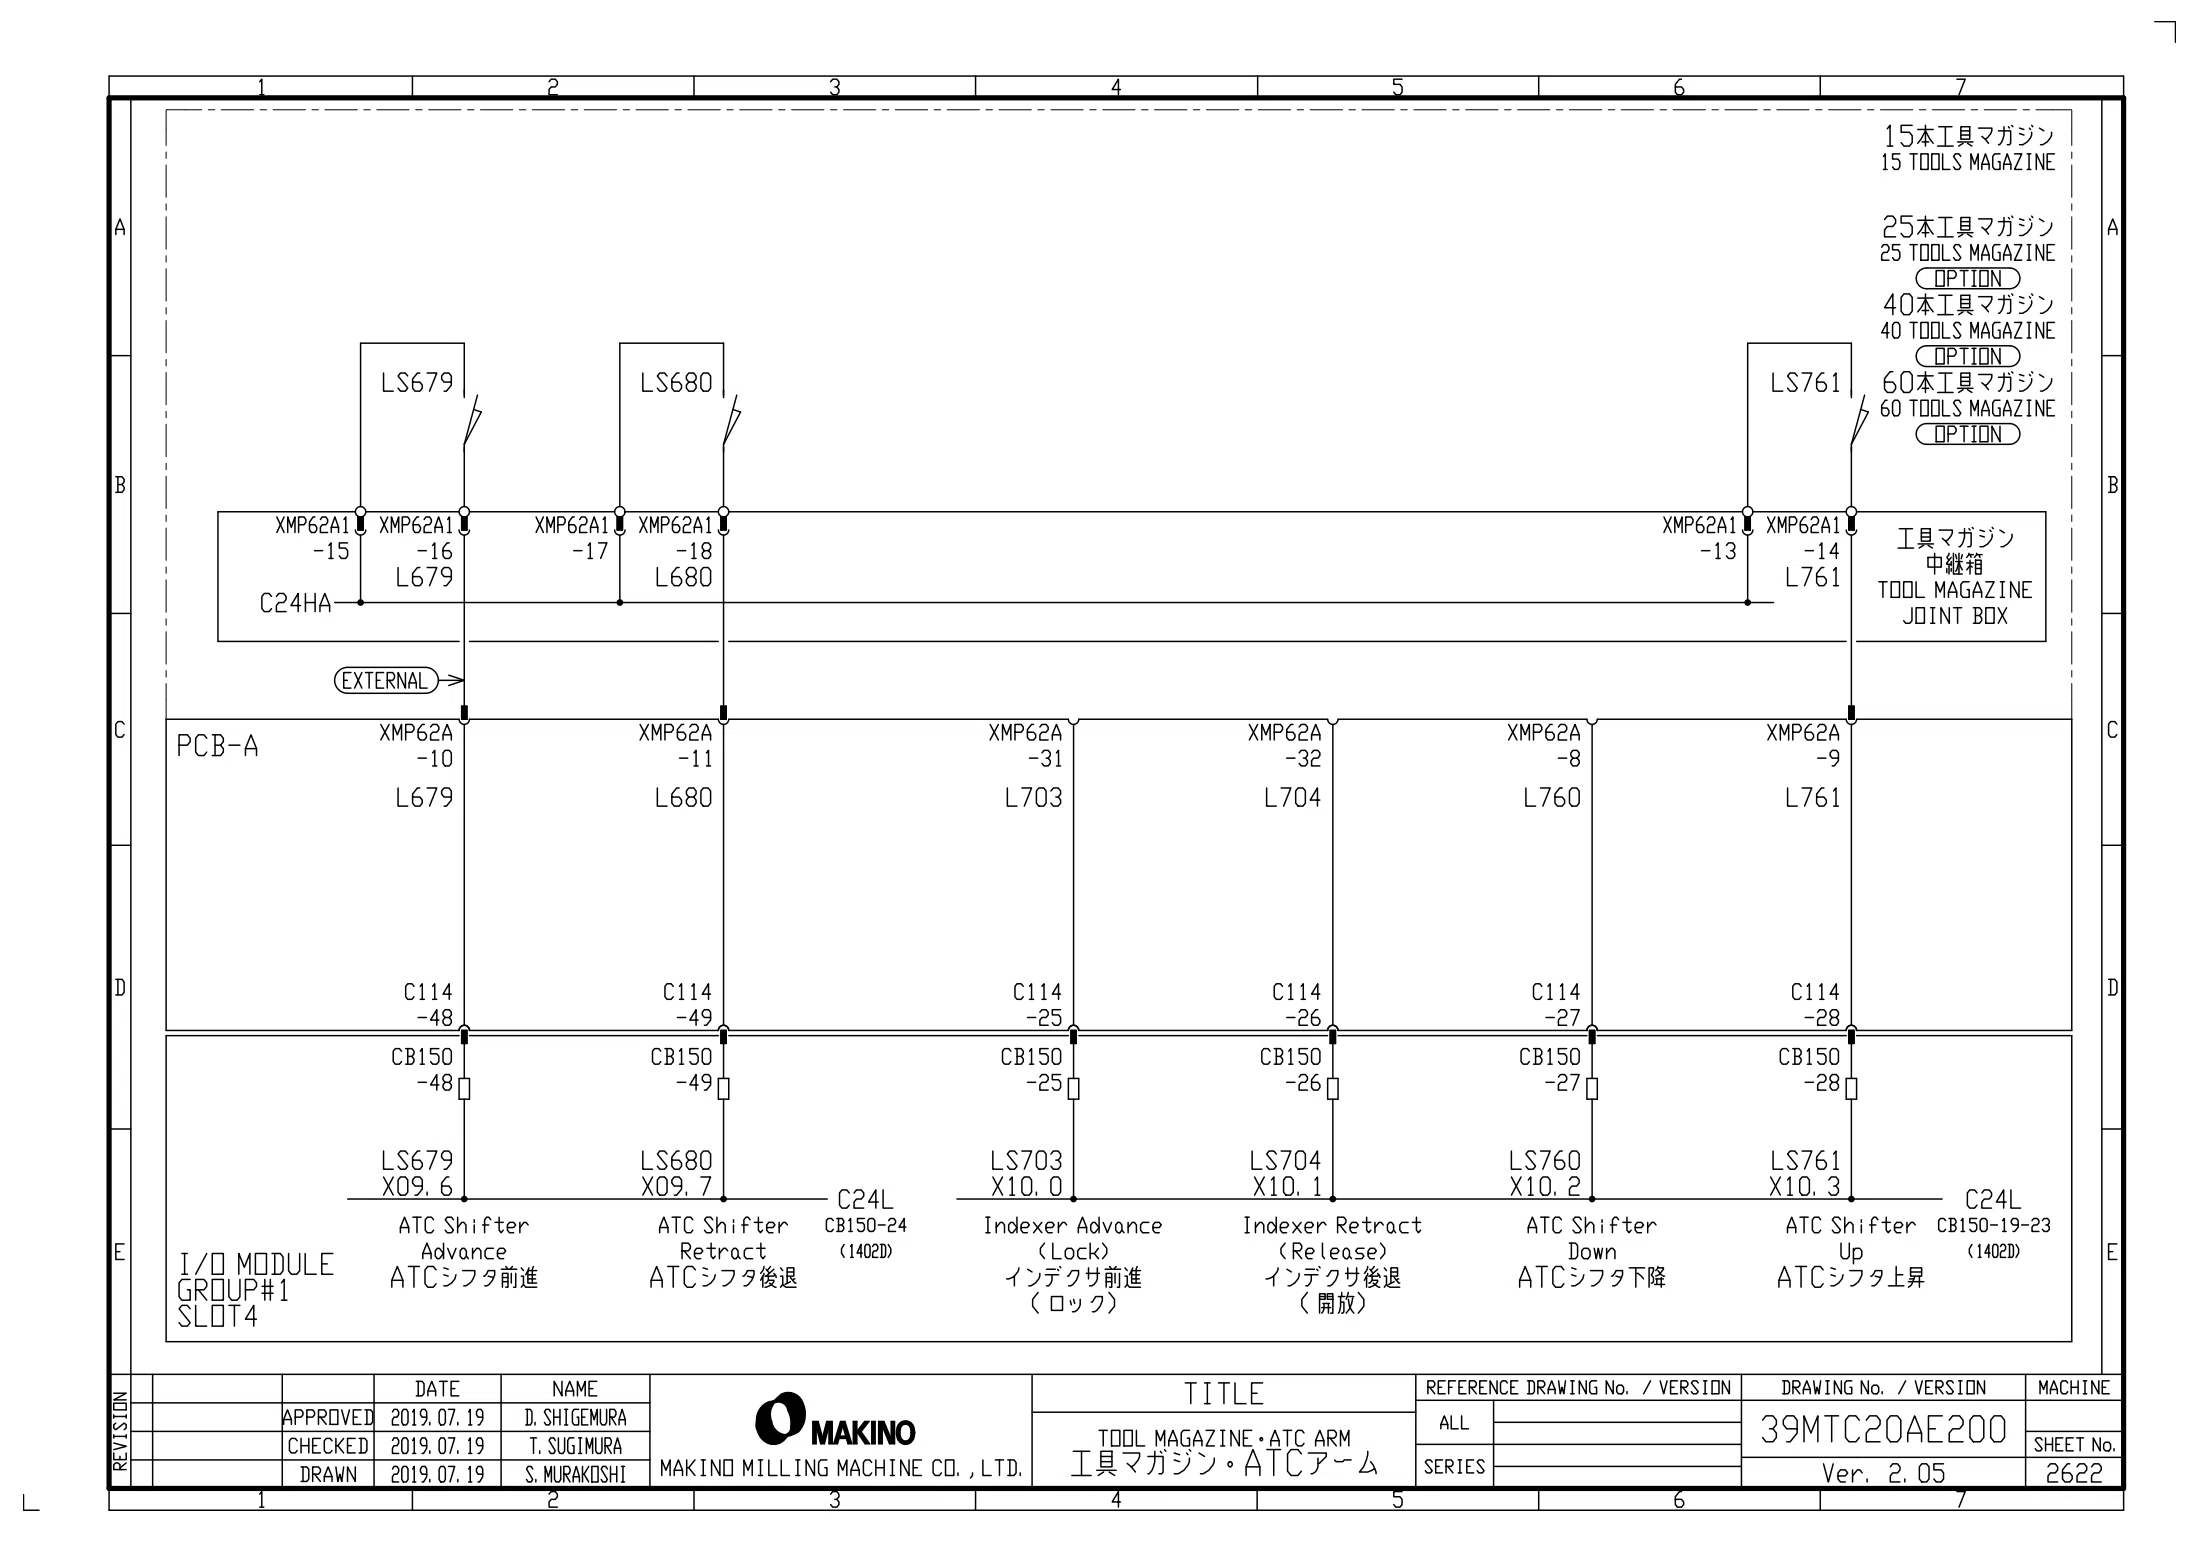 1 2 3 4 5 6 7
15本工具マガジン
15 TOOLS MAGAZINE
A A
25本工具マガジン
25 TOOLS MAGAZINE
OPTION
40本工具マガジン
40 TOOLS MAGAZINE
OPTION
LS679 LS680 LS761
60本工具マガジン
60 TOOLS MAGAZINE
OPTION
B B
XMP62A1 XMP62A1 XMP62A1 XMP62A1 XMP62A1 XMP62A1
-15 -16 -17 -18 -13 -14
L679 L680 L761
C24HA
工具マガジン
中継箱
TOOL MAGAZINE
JOINT BOX
EXTERNAL
C C
PCB-A
XMP62A XMP62A XMP62A XMP62A XMP62A XMP62A
-10 -11 -31 -32 -8 -9
L679 L680 L703 L704 L760 L761
D D
C114 C114 C114 C114 C114 C114
-48 -49 -25 -26 -27 -28
CB150 CB150 CB150 CB150 CB150 CB150
-48 -49 -25 -26 -27 -28
LS679 LS680 LS703 LS704 LS760 LS761
X09.6 X09.7 X10.0 X10.1 X10.2 X10.3
C24L C24L
CB150-24 CB150-19-23
(1402D) (1402D)
ATC Shifter ATC Shifter Indexer Advance Indexer Retract ATC Shifter ATC Shifter
Advance Retract (Lock) (Release) Down Up
ATCシフタ前進 ATCシフタ後退 インデクサ前進 インデクサ後退 ATCシフタ下降 ATCシフタ上昇
(ロック) (開放)
E E
I/O MODULE
GROUP#1
SLOT4
REVISION
DATE NAME
APPROVED 2019.07.19 D. SHIGEMURA
CHECKED 2019.07.19 T. SUGIMURA
DRAWN 2019.07.19 S. MURAKOSHI
MAKINO
MAKINO MILLING MACHINE CO.,LTD.
TITLE
TOOL MAGAZINE・ATC ARM
工具マガジン・ATCアーム
REFERENCE DRAWING No. / VERSION
ALL
SERIES
DRAWING No. / VERSION
39MTC20AE200
Ver. 2.05
MACHINE
SHEET No.
2622
1 2 3 4 5 6 7